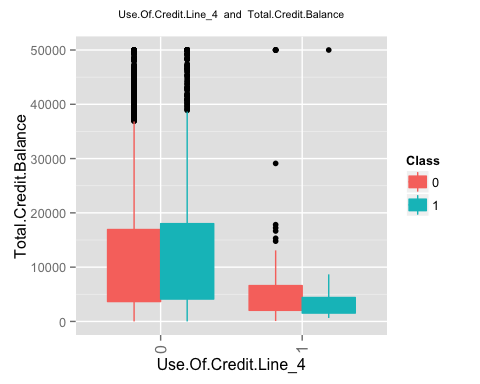 Use.Of.Credit.Line_4 and Total.Credit.Balance
50000
40000
30000
20000
10000
0
Total.Credit.Balance
0
1
Use.Of.Credit.Line_4
Class
0
1